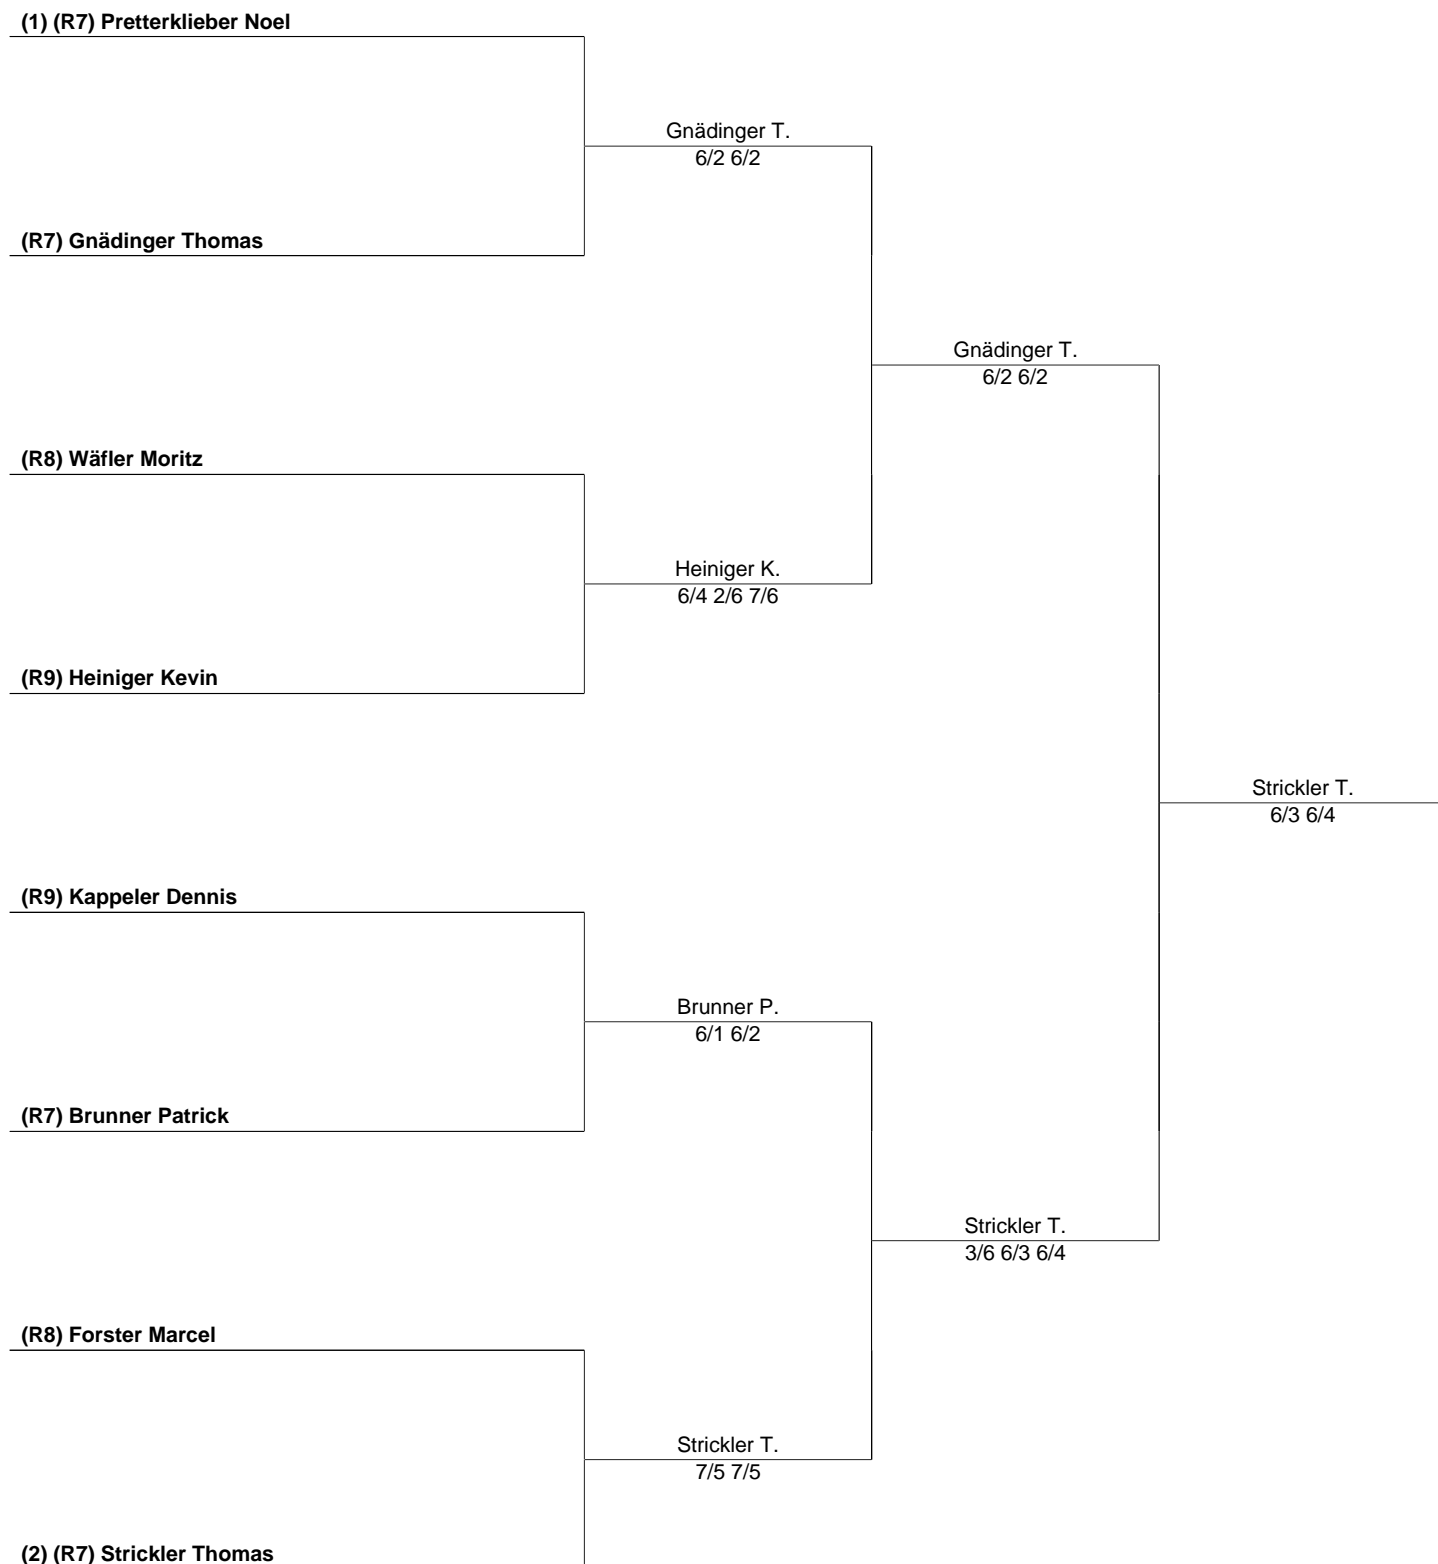 (1) (R7) Pretterklieber Noel
Gnädinger T.
6/2 6/2
(R7) Gnädinger Thomas
Gnädinger T.
6/2 6/2
(R8) Wäfler Moritz
Heiniger K.
6/4 2/6 7/6
(R9) Heiniger Kevin
Strickler T.
6/3 6/4
(R9) Kappeler Dennis
Brunner P.
6/1 6/2
(R7) Brunner Patrick
Strickler T.
3/6 6/3 6/4
(R8) Forster Marcel
Strickler T.
7/5 7/5
(2) (R7) Strickler Thomas